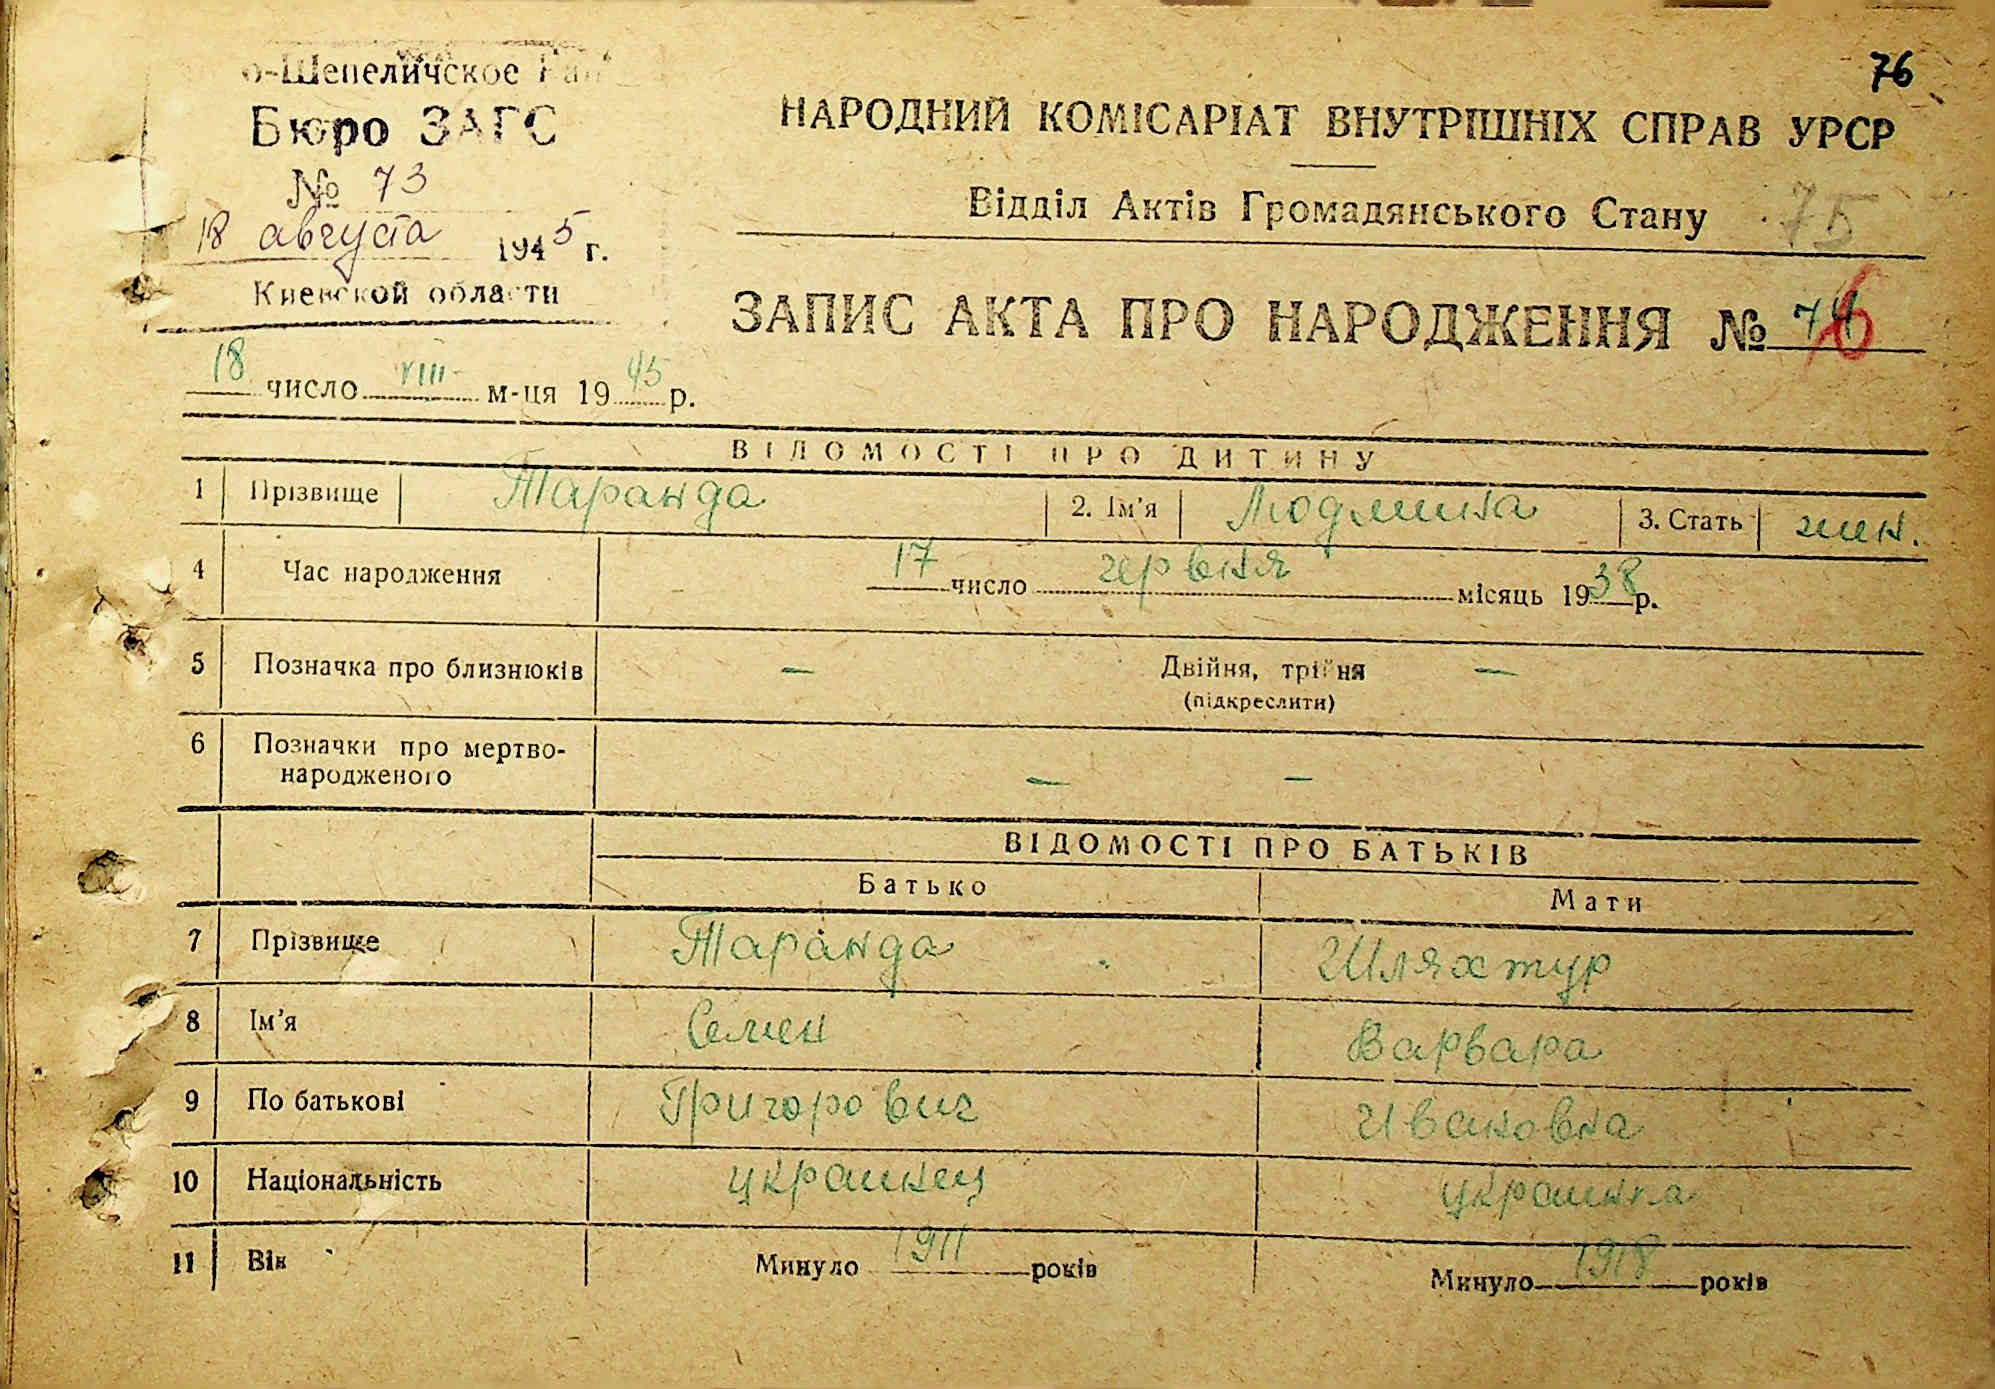 76
о-Шепеличское Рай
Бюро ЗАГС
№ 73
18 августа 1945 г.
Киевской области
НАРОДНИЙ КОМІСАРІАТ ВНУТРІШНІХ СПРАВ УРСР
Відділ Актів Громадянського Стану 75
ЗАПИС АКТА ПРО НАРОДЖЕННЯ № 6
18 число VIII м-ця 1945 р.
ВІДОМОСТІ ПРО ДИТИНУ
1 Прізвище Таранда 2. Ім’я Людмила 3. Стать
4 Час народження 17 число червня місяць 1938 р.
5 Позначка про близнюків — Двійня, трійня —
(підкреслити)
6 Позначки про мертво-
народженого — —
ВІДОМОСТІ ПРО БАТЬКІВ
Батько Мати
7 Прізвище Таранда Шляхтур
8 Ім’я Семен Варвара
9 По батькові Григорович Ивановна
10 Національність украинец украинка
11 Вік Минуло 1911 років Минуло 1918 років